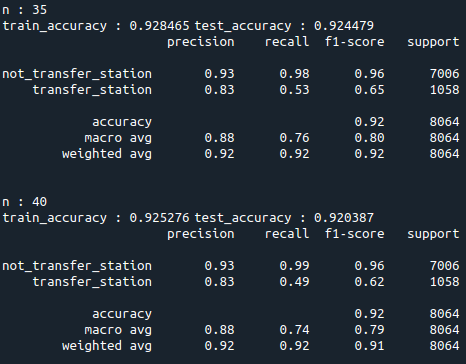 n : 35
train_accuracy : 0.928465 test_accuracy : 0.924479
precision recall f1-score support
not_transfer_station 0.93 0.98 0.96 7006
transfer_station 0.83 0.53 0.65 1058
accuracy 0.92 8064
macro avg 0.88 0.76 0.80 8064
weighted avg 0.92 0.92 0.92 8064
n : 40
train_accuracy : 0.925276 test_accuracy : 0.920387
precision recall f1-score support
not_transfer_station 0.93 0.99 0.96 7006
transfer_station 0.83 0.49 0.62 1058
accuracy 0.92 8064
macro avg 0.88 0.74 0.79 8064
weighted avg 0.92 0.92 0.91 8064